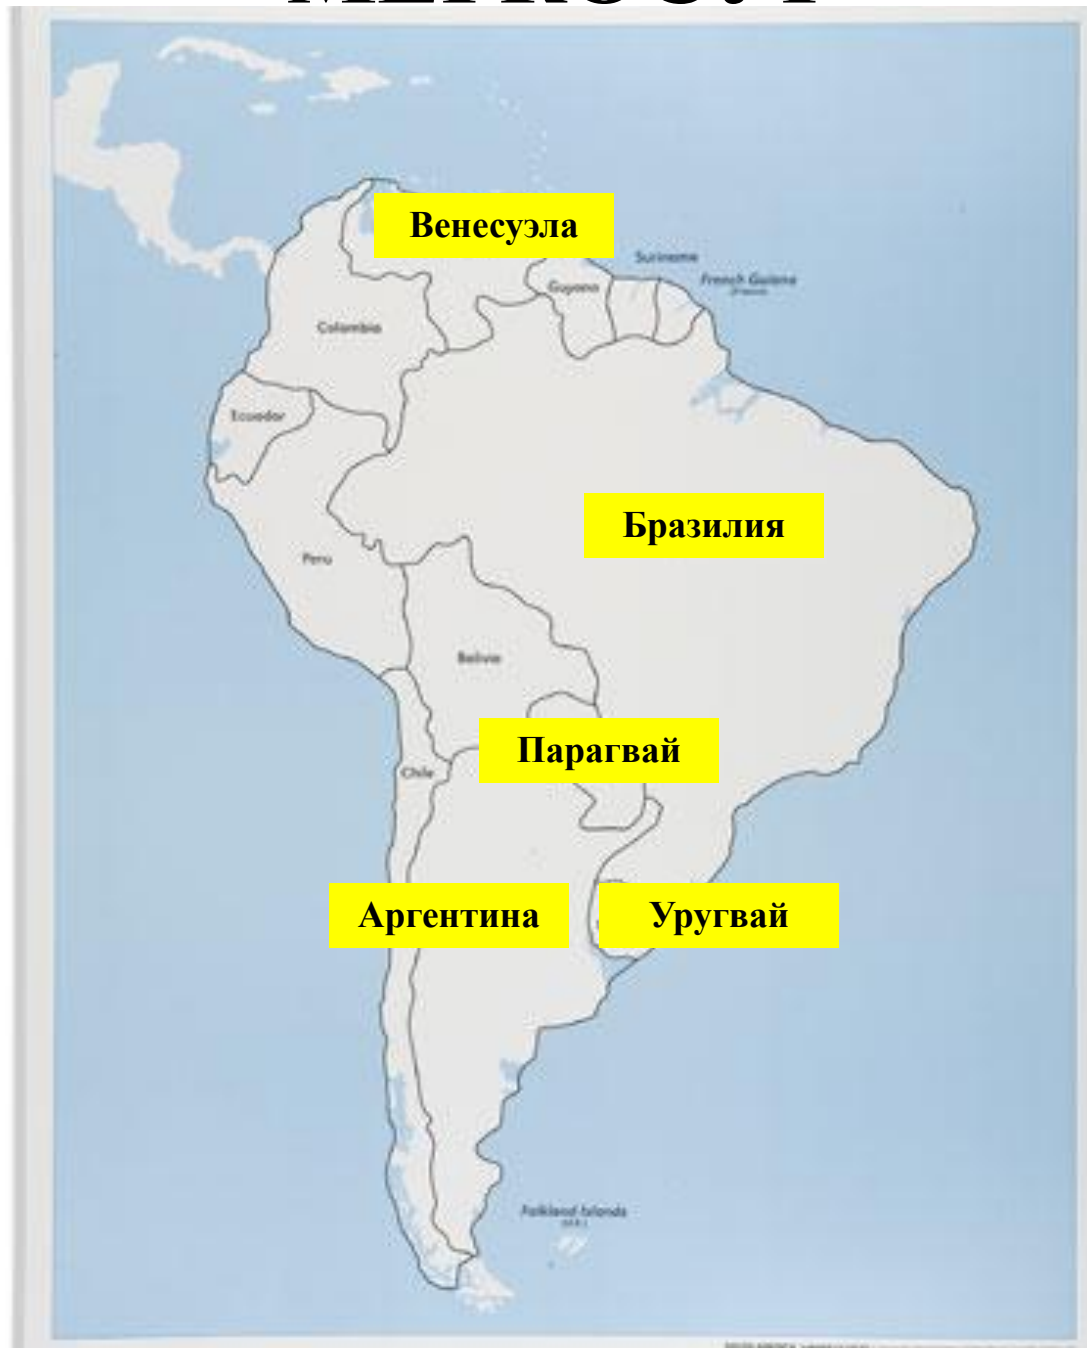 Венесуэла
Suriname
French Guiana
Guyana
Colombia
Ecuador
Бразилия
Peru
Bolivia
Парагвай
Chile
Аргентина
Уругвай
Falkland Islands